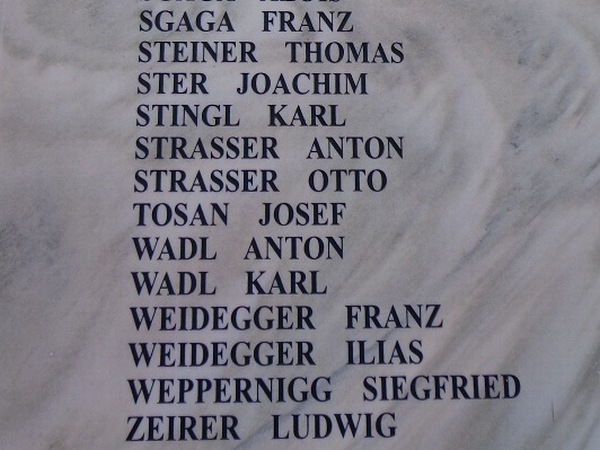 SGAGA FRANZ
STEINER THOMAS
STER JOACHIM
STINGL KARL
STRASSER ANTON
STRASSER OTTO
TOSAN JOSEF
WADL ANTON
WADL KARL
WEIDEGGER FRANZ
WEIDEGGER ILIAS
WEPPERNIGG SIEGFRIED
ZEIRER LUDWIG